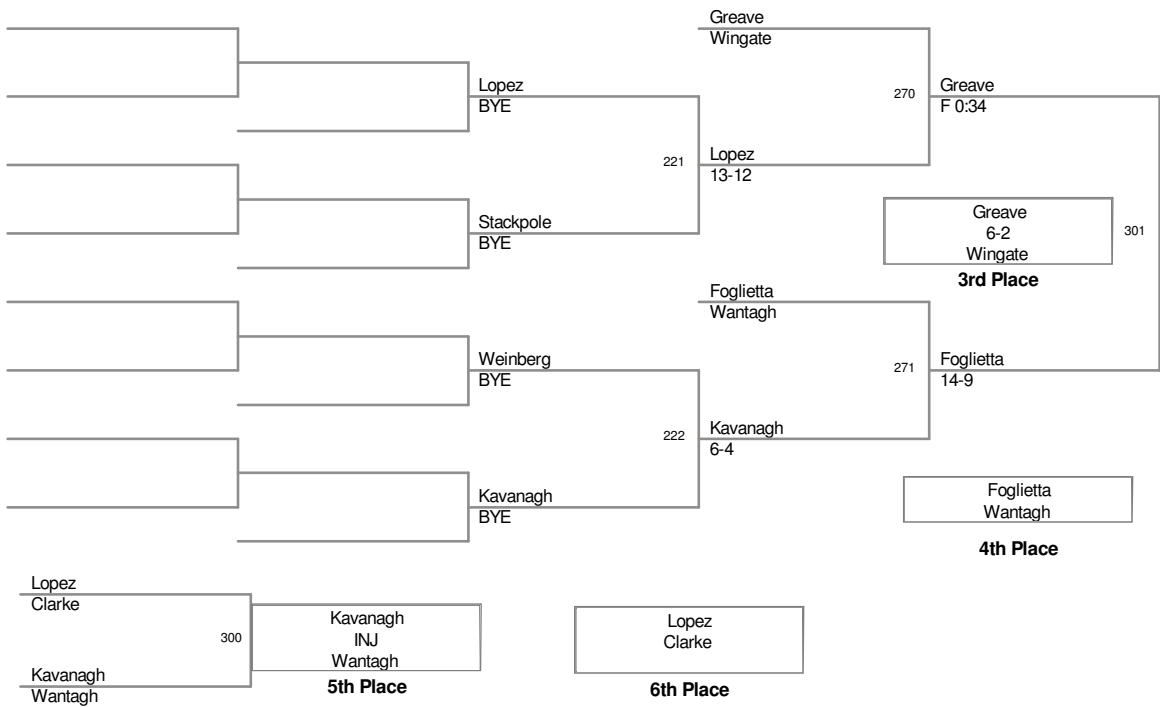 Greave
Wingate
Lopez
BYE
270
Greave
F 0:34
221
Lopez
13-12
Stackpole
BYE
Greave
6-2
Wingate
301
3rd Place
Foglietta
Wantagh
Weinberg
BYE
271
Foglietta
14-9
222
Kavanagh
6-4
Kavanagh
BYE
Foglietta
Wantagh
4th Place
Lopez
Clarke
300
Kavanagh
INJ
Wantagh
Lopez
Clarke
Kavanagh
Wantagh
5th Place
6th Place